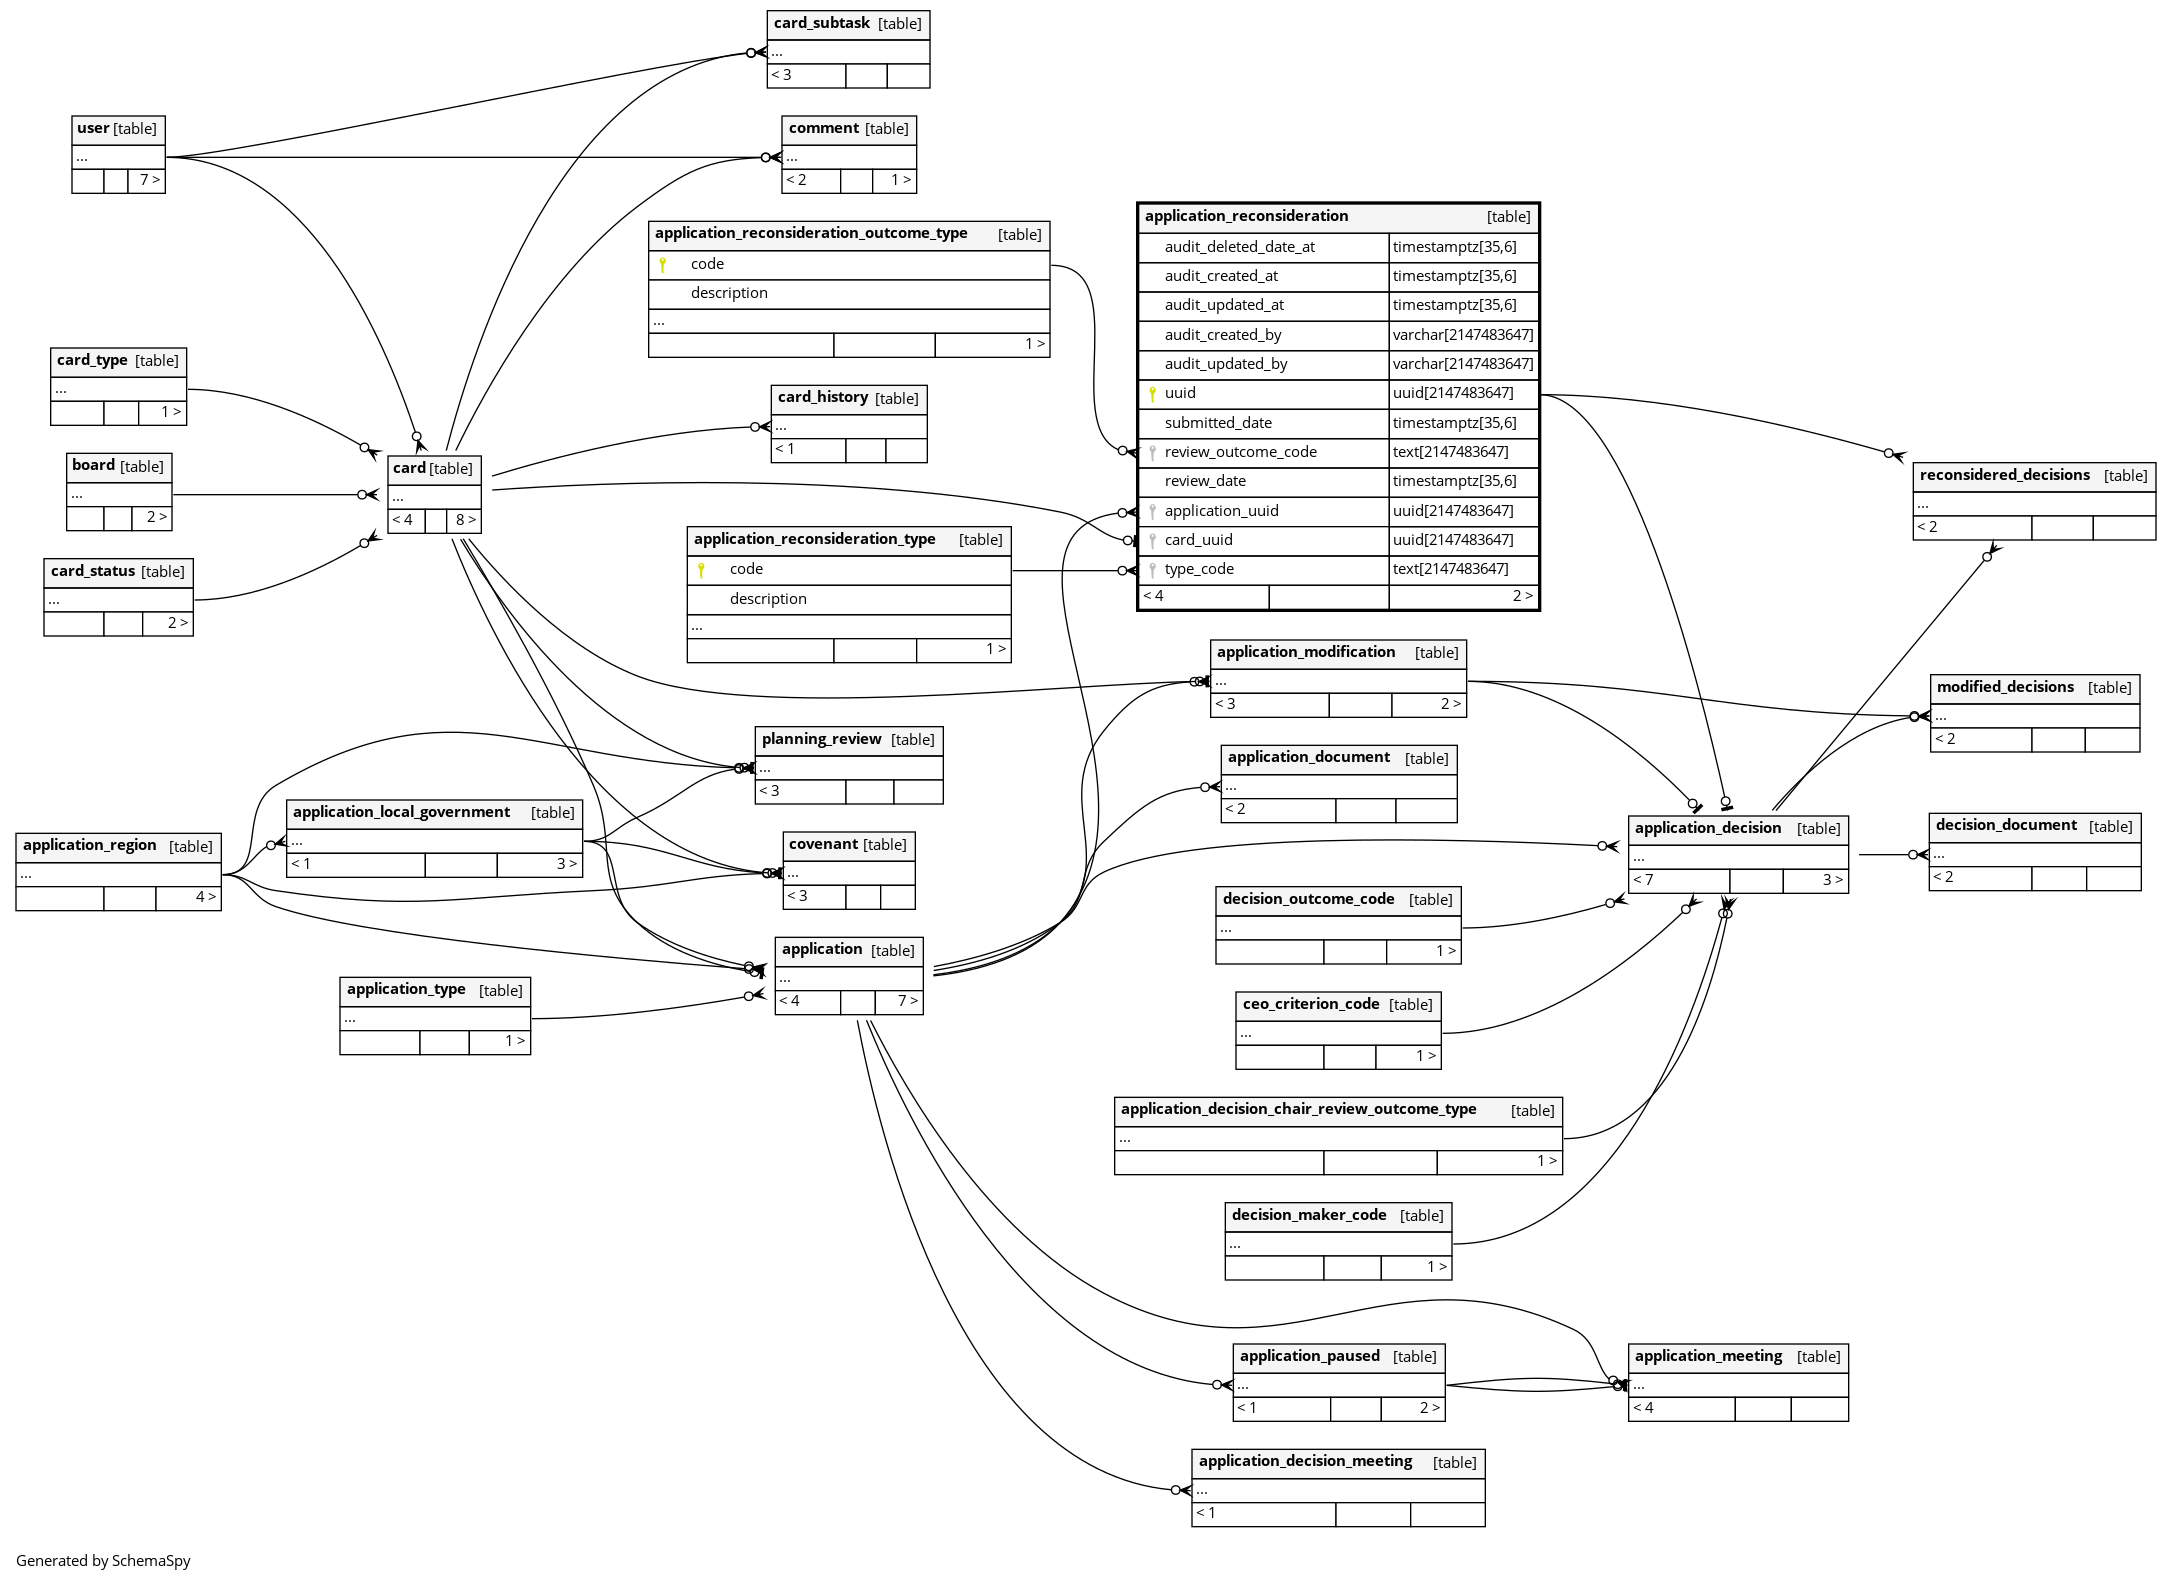 card_subtask [table]
...
< 3
user [table]
...
7 >
comment [table]
...
< 2 1 >
application_reconsideration_outcome_type [table]
code
description
...
1 >
application_reconsideration [table]
audit_deleted_date_at timestamptz[35,6]
audit_created_at timestamptz[35,6]
audit_updated_at timestamptz[35,6]
audit_created_by varchar[2147483647]
audit_updated_by varchar[2147483647]
uuid uuid[2147483647]
submitted_date timestamptz[35,6]
review_outcome_code text[2147483647]
review_date timestamptz[35,6]
application_uuid uuid[2147483647]
card_uuid uuid[2147483647]
type_code text[2147483647]
< 4 2 >
card_type [table]
...
1 >
card_history [table]
...
< 1
board [table]
...
2 >
card [table]
...
< 4 8 >
reconsidered_decisions [table]
...
< 2
card_status [table]
...
2 >
application_reconsideration_type [table]
code
description
...
1 >
application_modification [table]
...
< 3 2 >
modified_decisions [table]
...
< 2
planning_review [table]
...
< 3
application_document [table]
...
< 2
application_local_government [table]
...
< 1 3 >
application_region [table]
...
4 >
covenant [table]
...
< 3
application_decision [table]
...
< 7 3 >
decision_document [table]
...
< 2
decision_outcome_code [table]
...
1 >
application [table]
...
< 4 7 >
application_type [table]
...
1 >
ceo_criterion_code [table]
...
1 >
application_decision_chair_review_outcome_type [table]
...
1 >
decision_maker_code [table]
...
1 >
application_paused [table]
...
< 1 2 >
application_meeting [table]
...
< 4
application_decision_meeting [table]
...
< 1
Generated by SchemaSpy